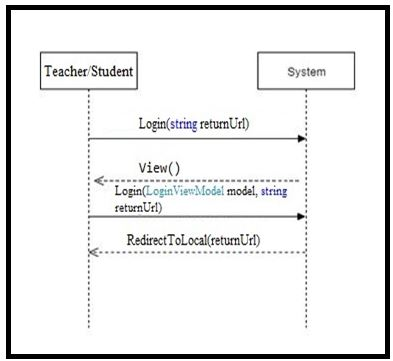 Teacher/Student
System
Login(string returnUrl)
View()
Login(LoginViewModel model, string
returnUrl)
RedirectToLocal(returnUrl)